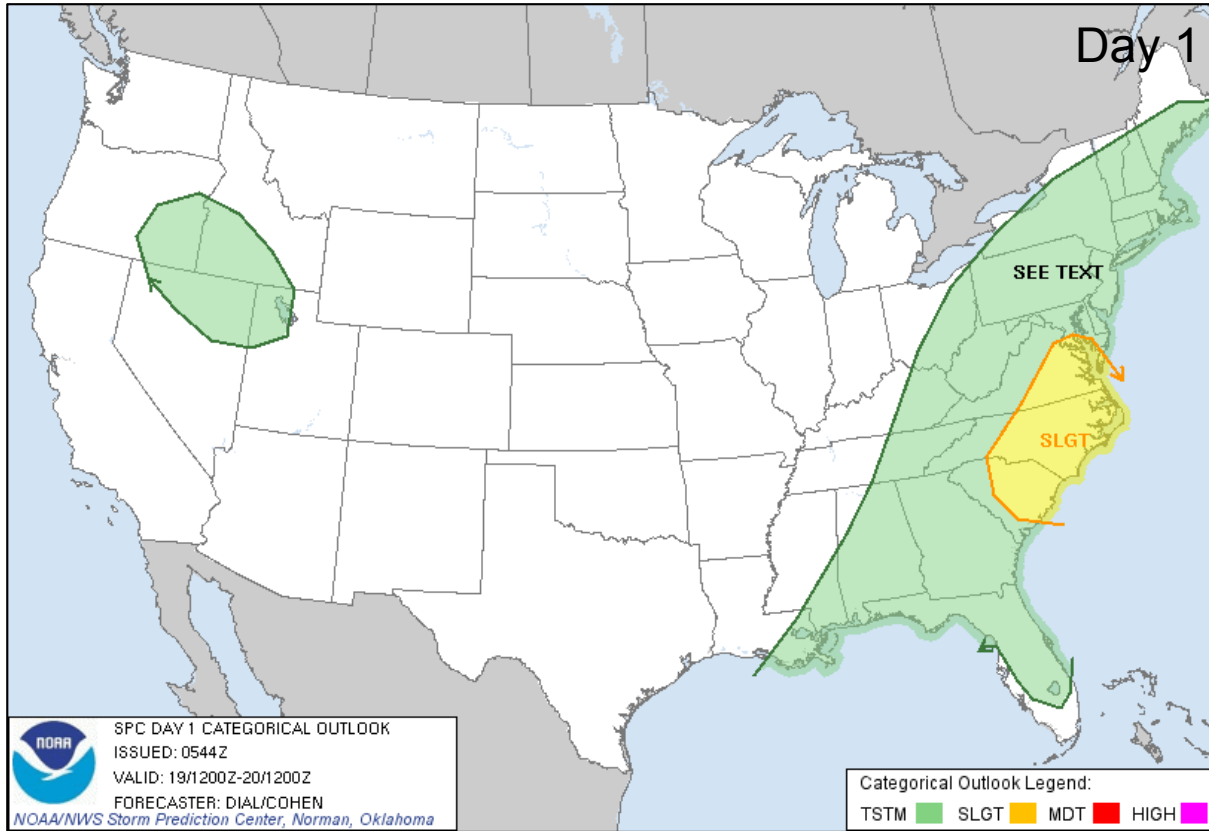 Day 1
SEE TEXT
SLGT
NOAA
SPC DAY 1 CATEGORICAL OUTLOOK
ISSUED: 0544Z
VALID: 19/1200Z-20/1200Z
FORECASTER: DIAL/COHEN
NOAA/NWS Storm Prediction Center, Norman, Oklahoma
Categorical Outlook Legend:
TSTM SLGT MDT HIGH